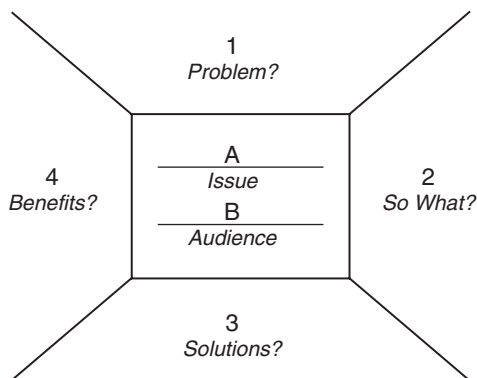 1
Problem?
A
Issue
B
Audience
4
Benefits?
2
So What?
3
Solutions?